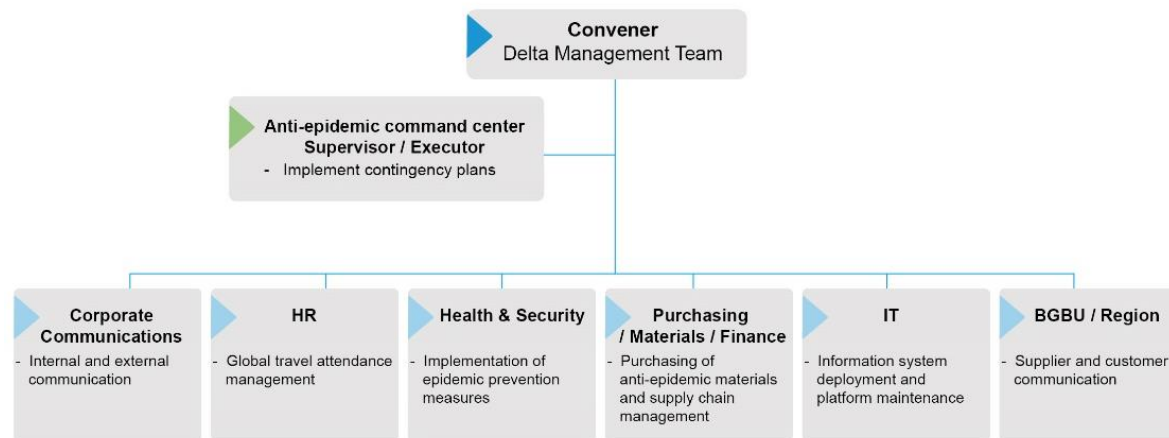 Convener
Delta Management Team
Anti-epidemic command center
Supervisor / Executor
- Implement contingency plans
Corporate
Communications
- Internal and external
communication
HR
- Global travel attendance
management
Health & Security
- Implementation of
epidemic prevention
measures
Purchasing
/ Materials / Finance
- Purchasing of
anti-epidemic materials
and supply chain
management
IT
- Information system
deployment and
platform maintenance
BGBU / Region
- Supplier and customer
communication